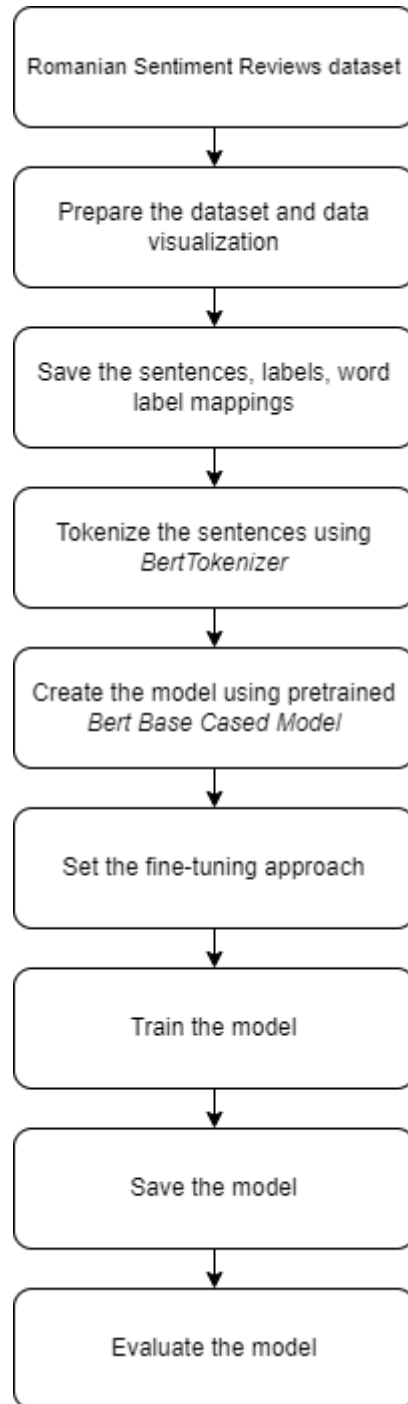 Romanian Sentiment Reviews dataset
Prepare the dataset and data
visualization
Save the sentences, labels, word
label mappings
Tokenize the sentences using
BertTokenizer
Create the model using pretrained
Bert Base Cased Model
Set the fine-tuning approach
Train the model
Save the model
Evaluate the model